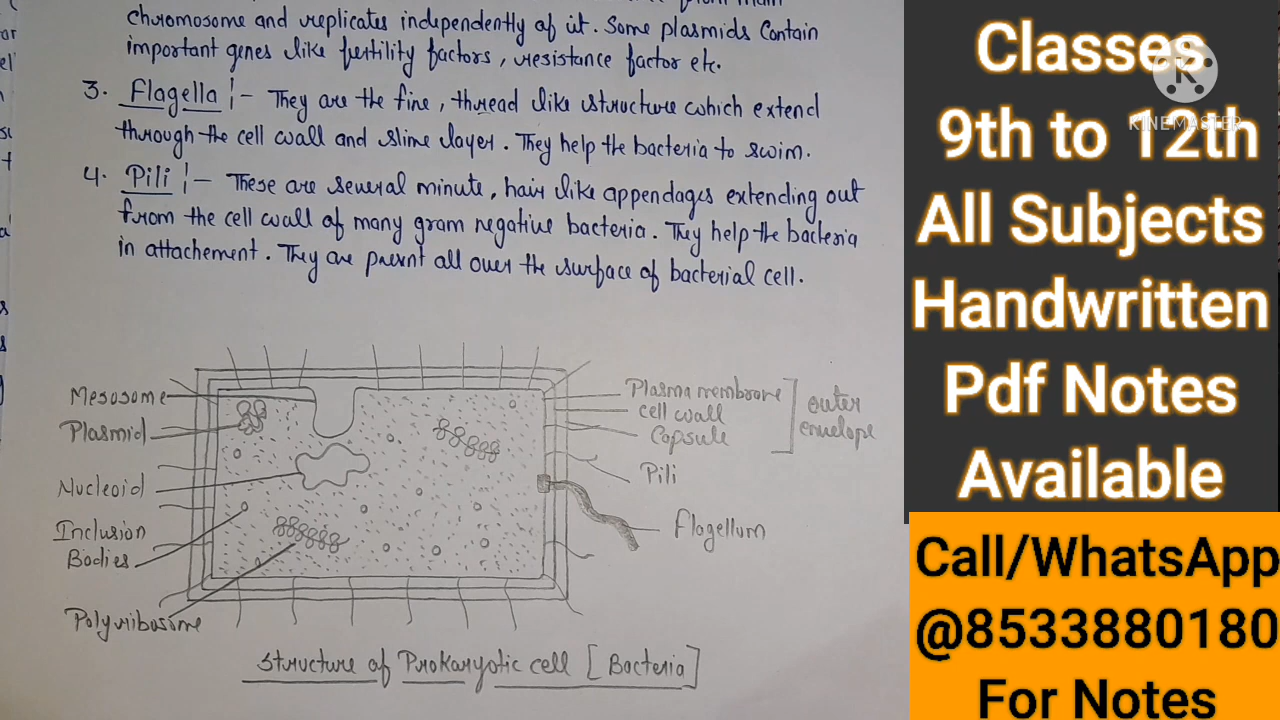 chromosome and replicates independently of it. Some plasmids contain
important genes like fertility factors, resistance factor etc.
3. Flagella :- They are the fine, thread like structure which extend
through the cell wall and slime layer. They help the bacteria to swim.
4. Pili :- These are several minute, hair like appendages extending out
from the cell wall of many gram negative bacteria. They help the bacteria
in attachement. They are present all over the surface of bacterial cell.
Mesosome
Plasmid
Nucleoid
Inclusion
Bodies
Polyribosome
Plasma membrane
cell wall
Capsule
outer
envelope
Pili
Flagellum
Structure of Prokaryotic cell [Bacteria]
Classes
9th to 12th
All Subjects
Handwritten
Pdf Notes
Available
K
KINEMASTER
Call/WhatsApp
@8533880180
For Notes